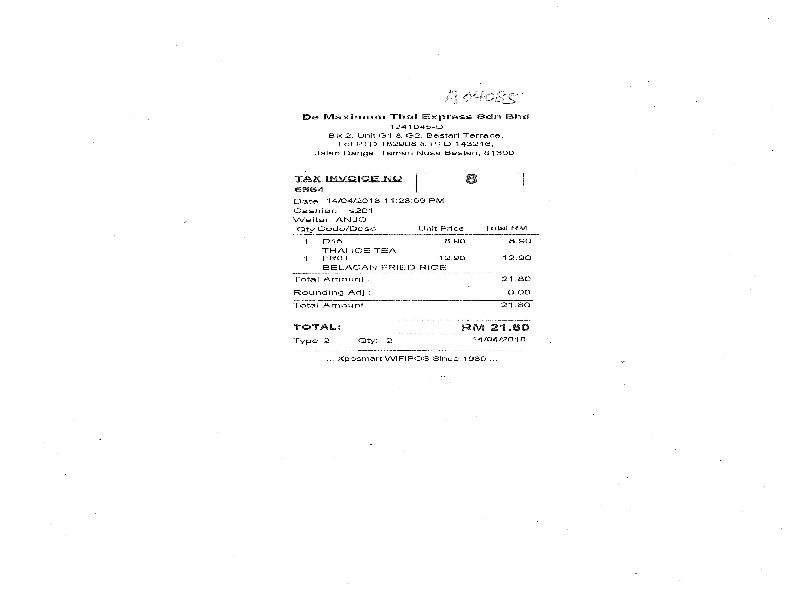 A04085
De Maximum Thai Express Sdn Bhd
1241045-D
Blk 2, Unit G1 & G2, Bestari Terrace,
Lot PTD 182908 & PTD 143216,
Jalan Danga, Taman Nusa Bestari, 81300
TAX INVOICE NO 8
6864
Date: 14/04/2018 11:28:09 PM
Cashier: s201
Waiter: ANJO
Qty Code/Desc Unit Price Total RM
1 D16 8.90 8.90
THAI ICE TEA
1 FR01 12.90 12.90
BELACAN FRIED RICE
Total Amount: 21.80
Rounding Adj: 0.00
Total Amount 21.80
TOTAL: RM 21.80
Type 2 Qty: 2 14/04/2018
... Xposmart WIFIPOS Since 1980 ...